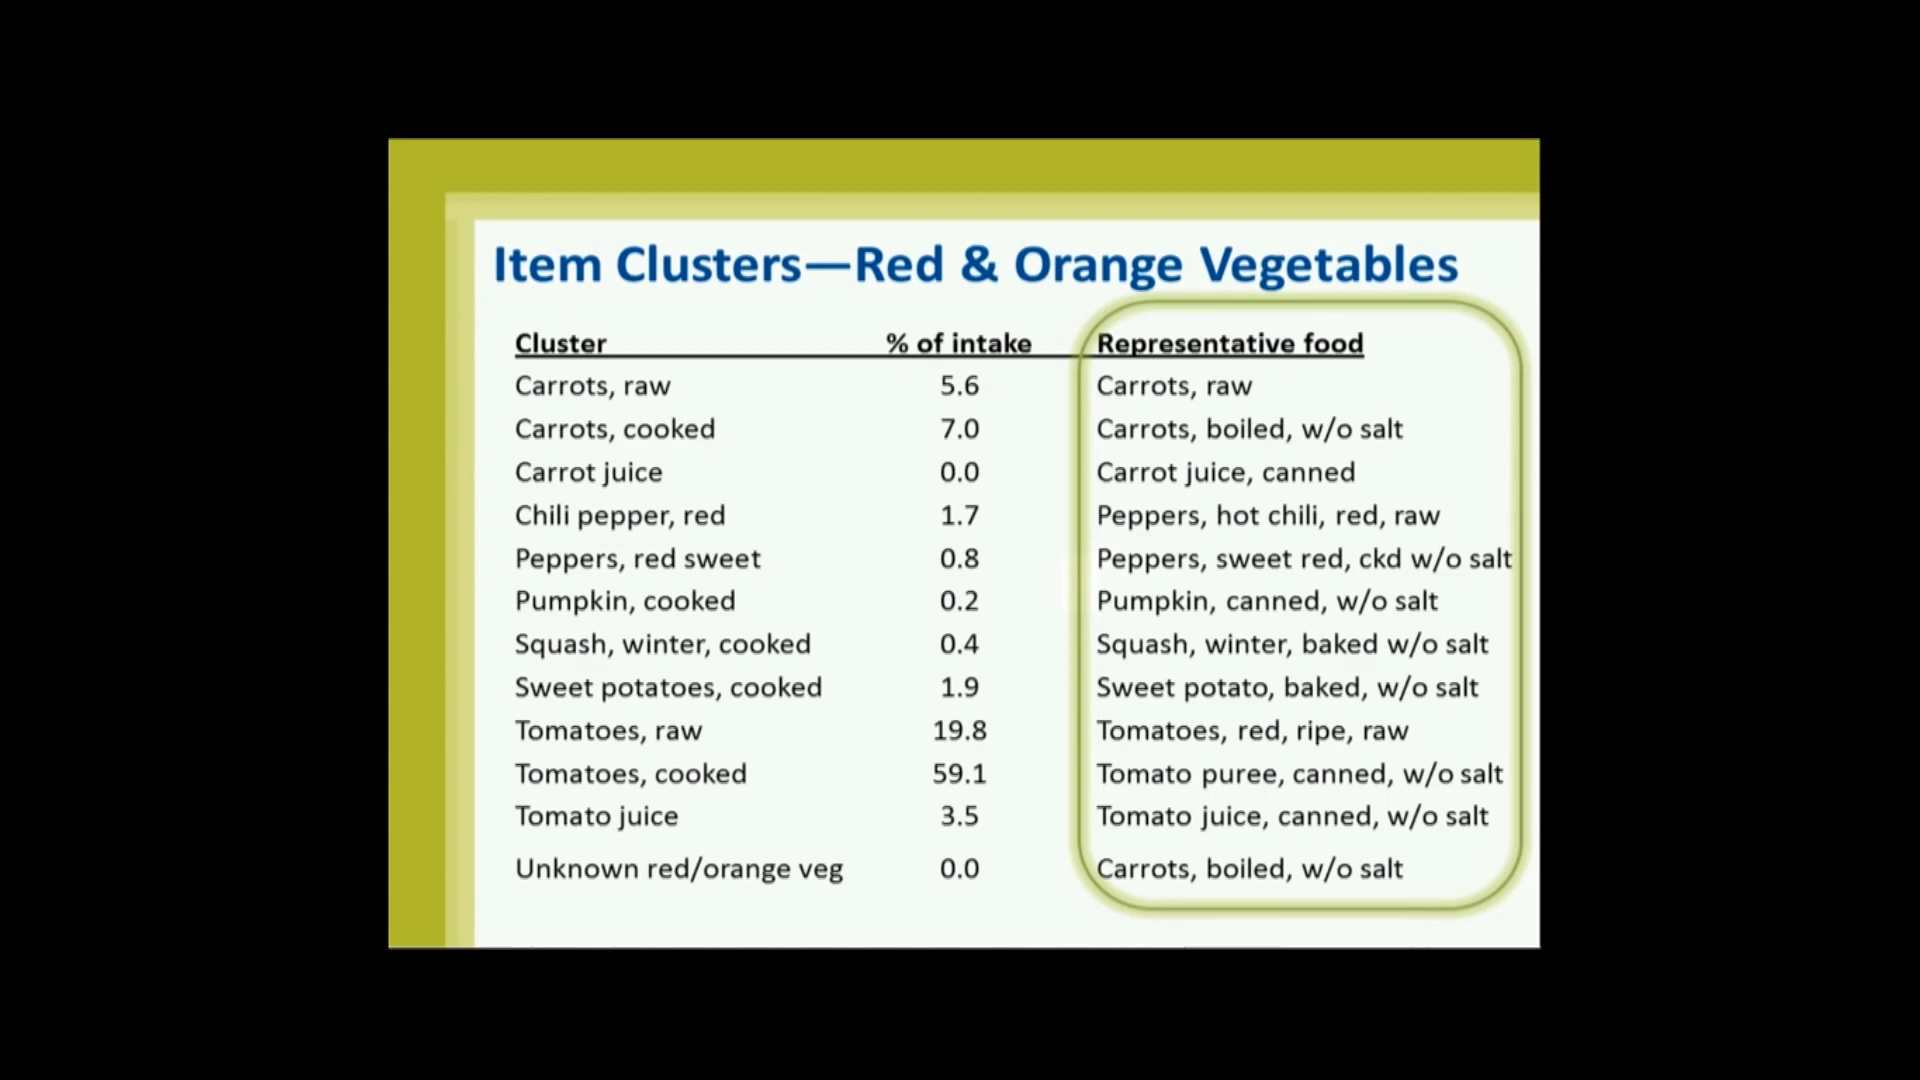 Item Clusters—Red & Orange Vegetables
Cluster % of intake Representative food
Carrots, raw 5.6 Carrots, raw
Carrots, cooked 7.0 Carrots, boiled, w/o salt
Carrot juice 0.0 Carrot juice, canned
Chili pepper, red 1.7 Peppers, hot chili, red, raw
Peppers, red sweet 0.8 Peppers, sweet red, ckd w/o salt
Pumpkin, cooked 0.2 Pumpkin, canned, w/o salt
Squash, winter, cooked 0.4 Squash, winter, baked w/o salt
Sweet potatoes, cooked 1.9 Sweet potato, baked, w/o salt
Tomatoes, raw 19.8 Tomatoes, red, ripe, raw
Tomatoes, cooked 59.1 Tomato puree, canned, w/o salt
Tomato juice 3.5 Tomato juice, canned, w/o salt
Unknown red/orange veg 0.0 Carrots, boiled, w/o salt